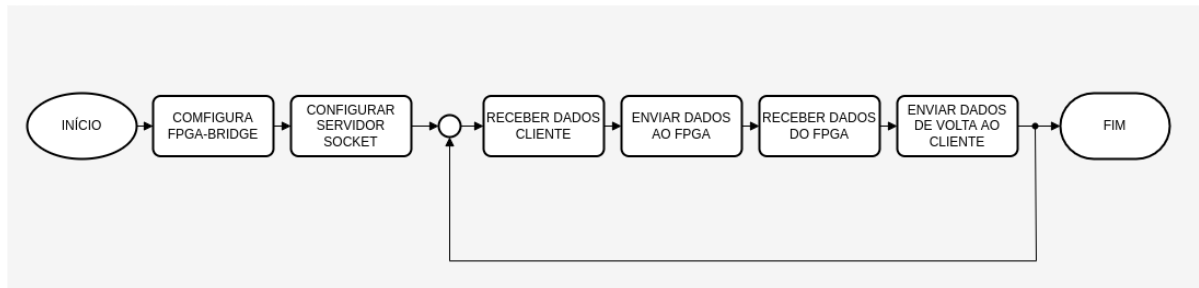 INÍCIO
COMFIGURA
FPGA-BRIDGE
CONFIGURAR
SERVIDOR
SOCKET
RECEBER DADOS
CLIENTE
ENVIAR DADOS
AO FPGA
RECEBER DADOS
DO FPGA
ENVIAR DADOS
DE VOLTA AO
CLIENTE
FIM